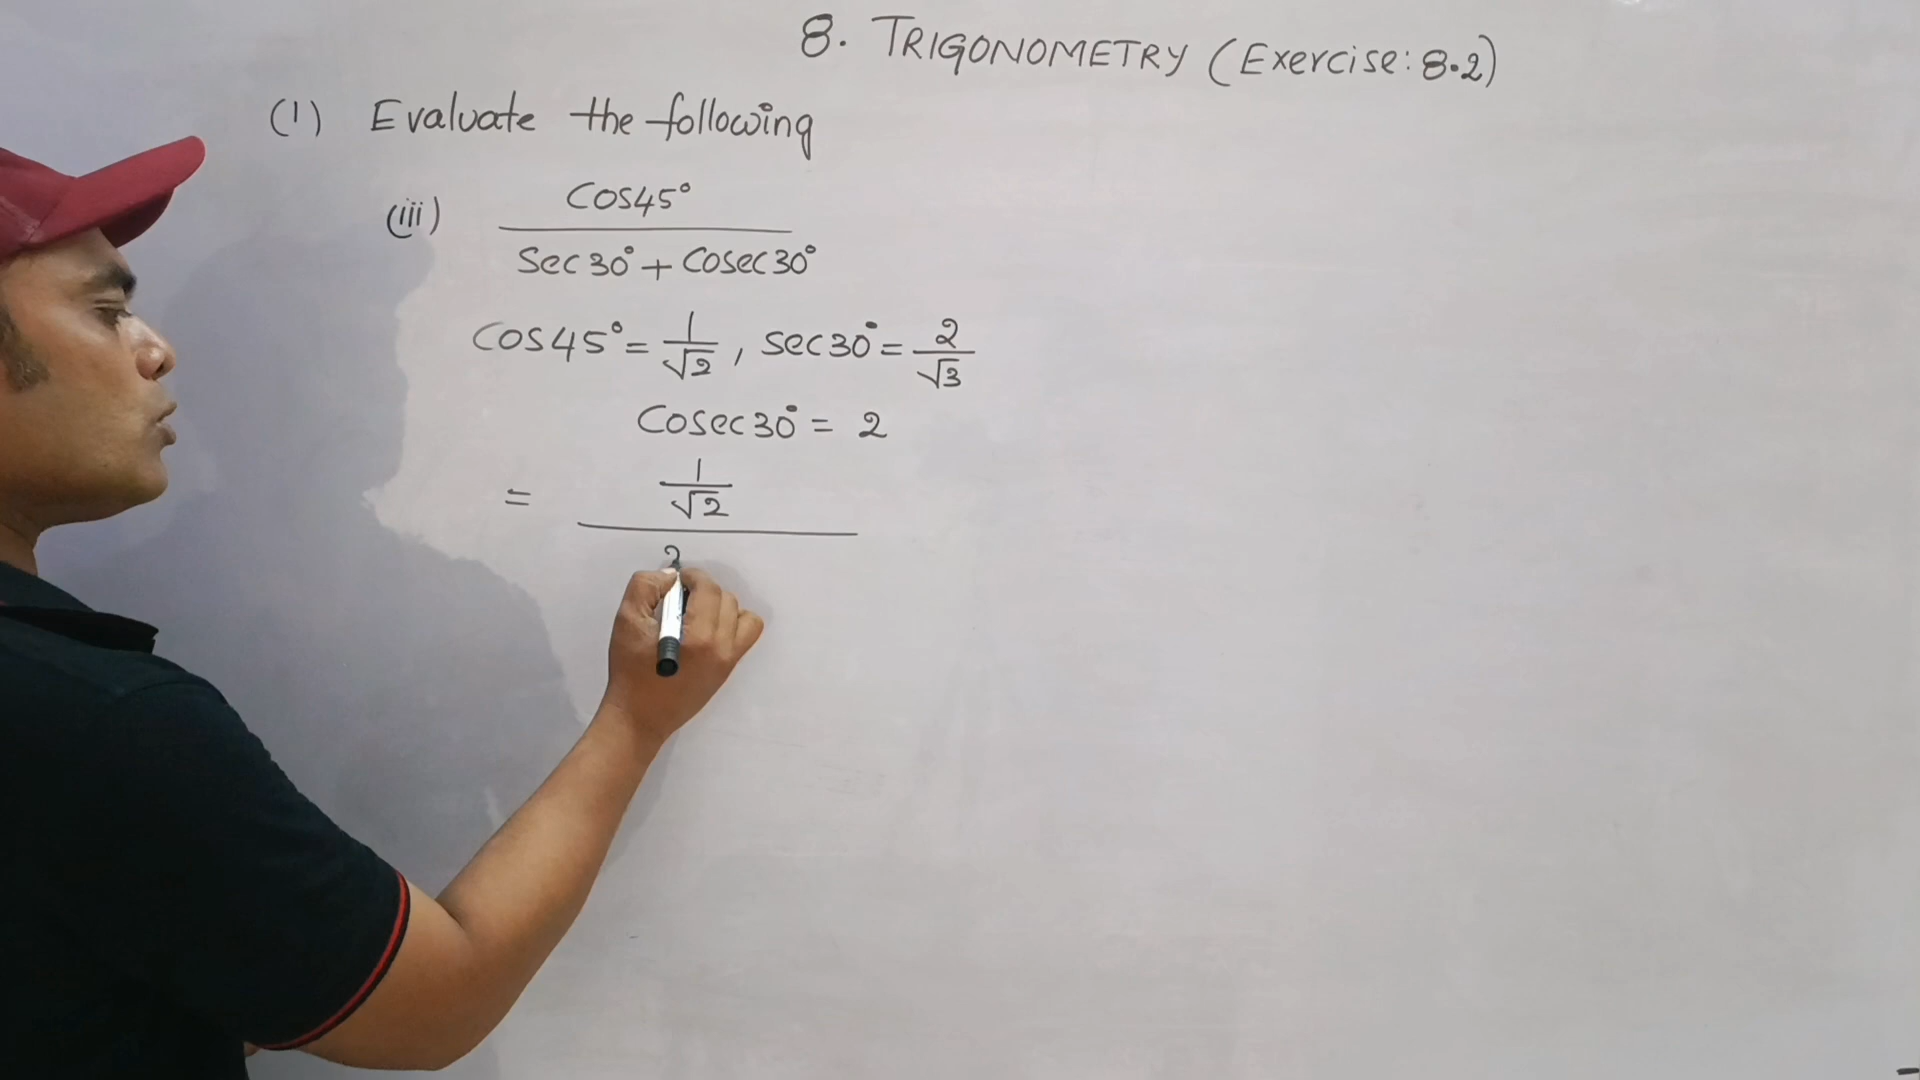 8. TRIGONOMETRY (Exercise: 8.2)
(1) Evaluate the following
(iii) Cos45° / Sec30° + Cosec30°
Cos45° = 1/√2, sec30° = 2/√3
Cosec30° = 2
= 1/√2
2